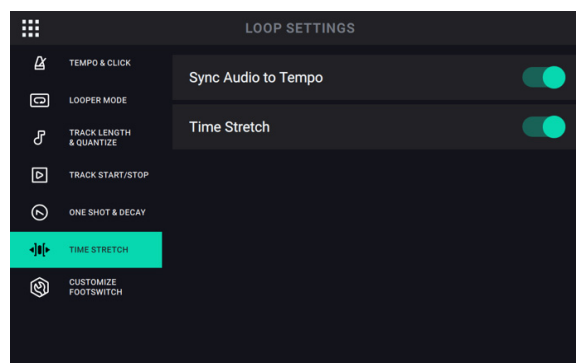 LOOP SETTINGS
TEMPO & CLICK
LOOPER MODE
TRACK LENGTH
& QUANTIZE
TRACK START/STOP
ONE SHOT & DECAY
TIME STRETCH
CUSTOMIZE
FOOTSWITCH
Sync Audio to Tempo
Time Stretch